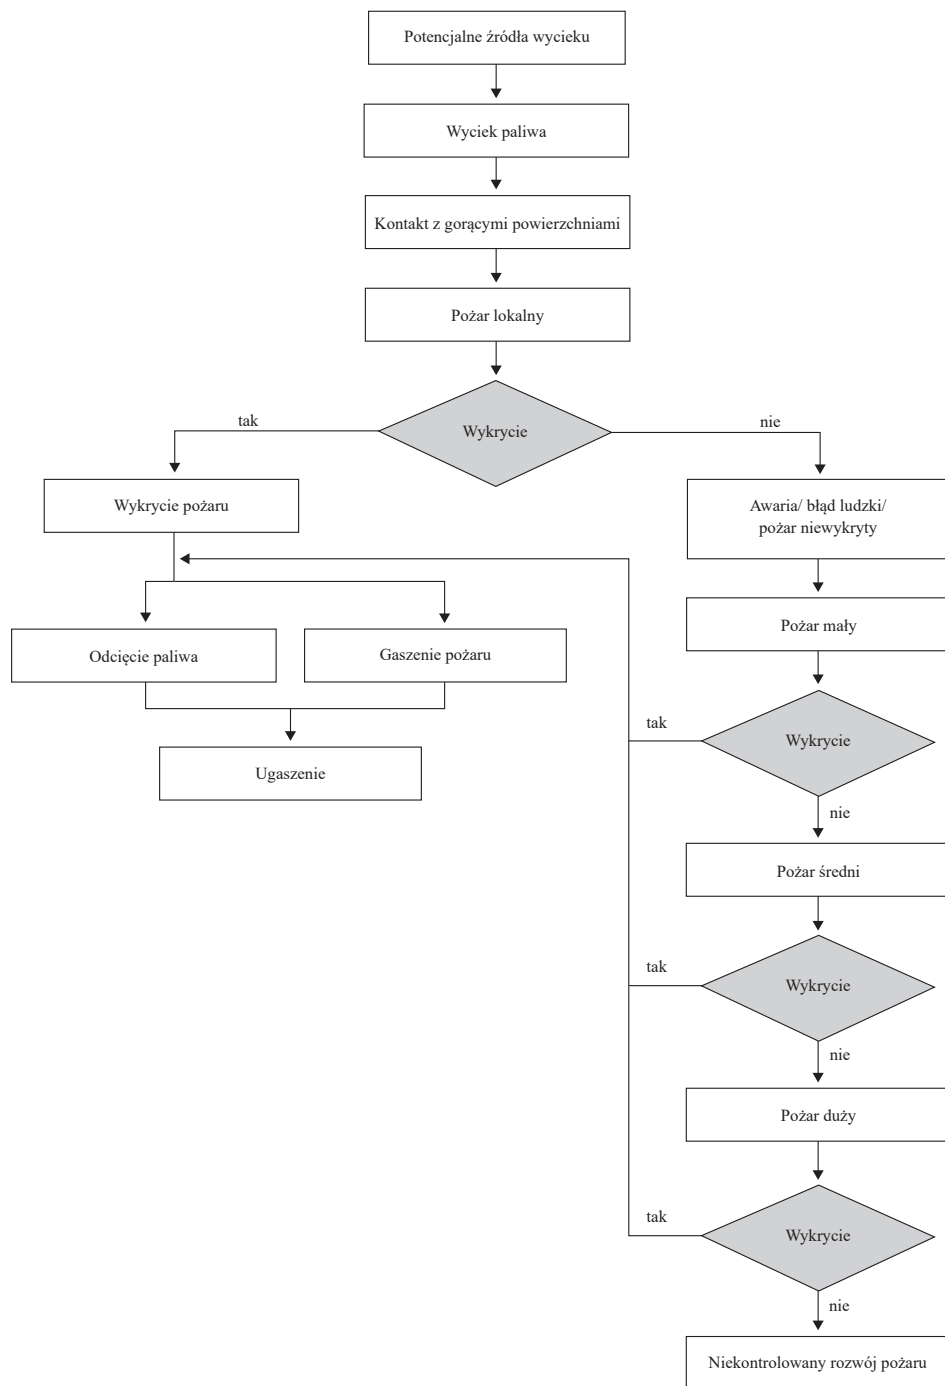 Potencjalne źródła wycieku
Wyciek paliwa
Kontakt z gorącymi powierzchniami
Pożar lokalny
Wykrycie
tak
nie
Wykrycie pożaru
Awaria/ błąd ludzki/
pożar niewykryty
Odcięcie paliwa
Gaszenie pożaru
Ugaszenie
Pożar mały
Wykrycie
tak
nie
Pożar średni
Wykrycie
tak
nie
Pożar duży
Wykrycie
tak
nie
Niekontrolowany rozwój pożaru